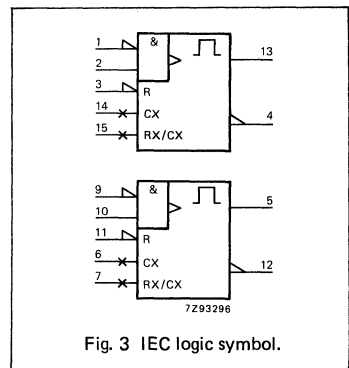 1 & 13
2
3 R
14 CX 4
15 RX/CX
9 & 5
10
11 R
6 CX 12
7 RX/CX
7Z93296
Fig. 3 IEC logic symbol.